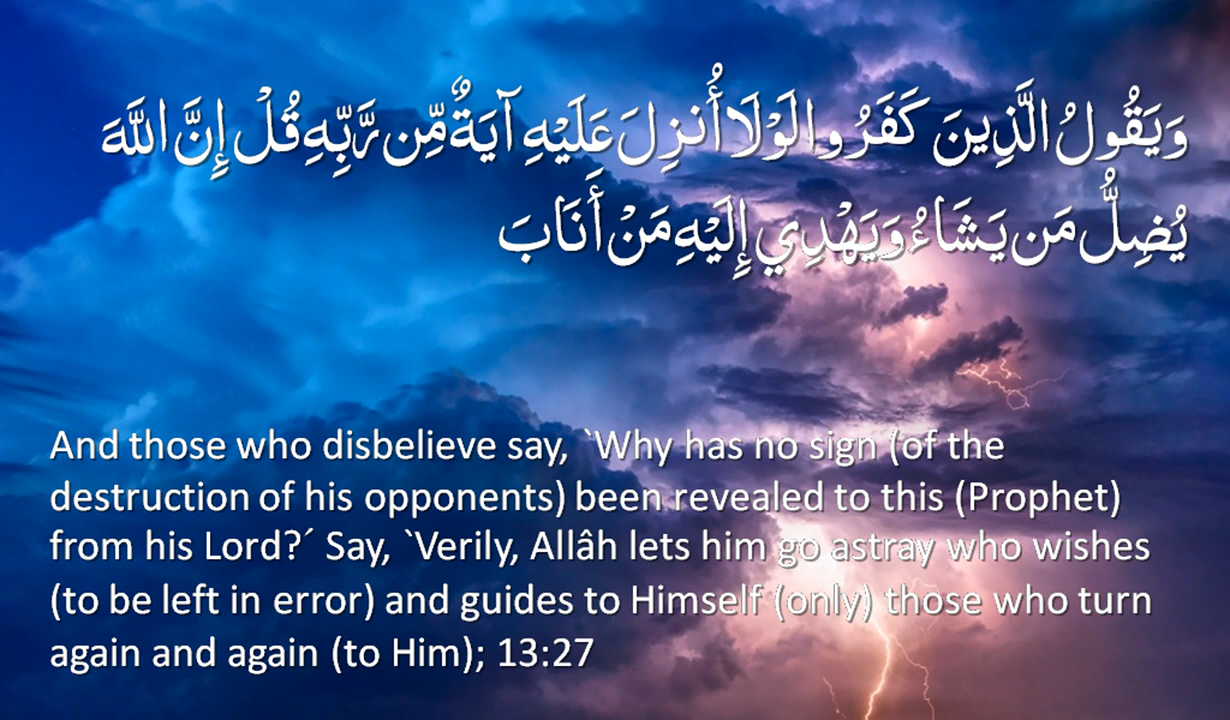 وَيَقُولُ الَّذِينَ كَفَرُوا لَوْلَا أُنزِلَ عَلَيْهِ آيَةٌ مِّن رَّبِّهِ قُلْ إِنَّ اللَّهَ
يُضِلُّ مَن يَشَاءُ وَيَهْدِي إِلَيْهِ مَنْ أَنَابَ
And those who disbelieve say, `Why has no sign (of the
destruction of his opponents) been revealed to this (Prophet)
from his Lord?´ Say, `Verily, Allâh lets him go astray who wishes
(to be left in error) and guides to Himself (only) those who turn
again and again (to Him); 13:27